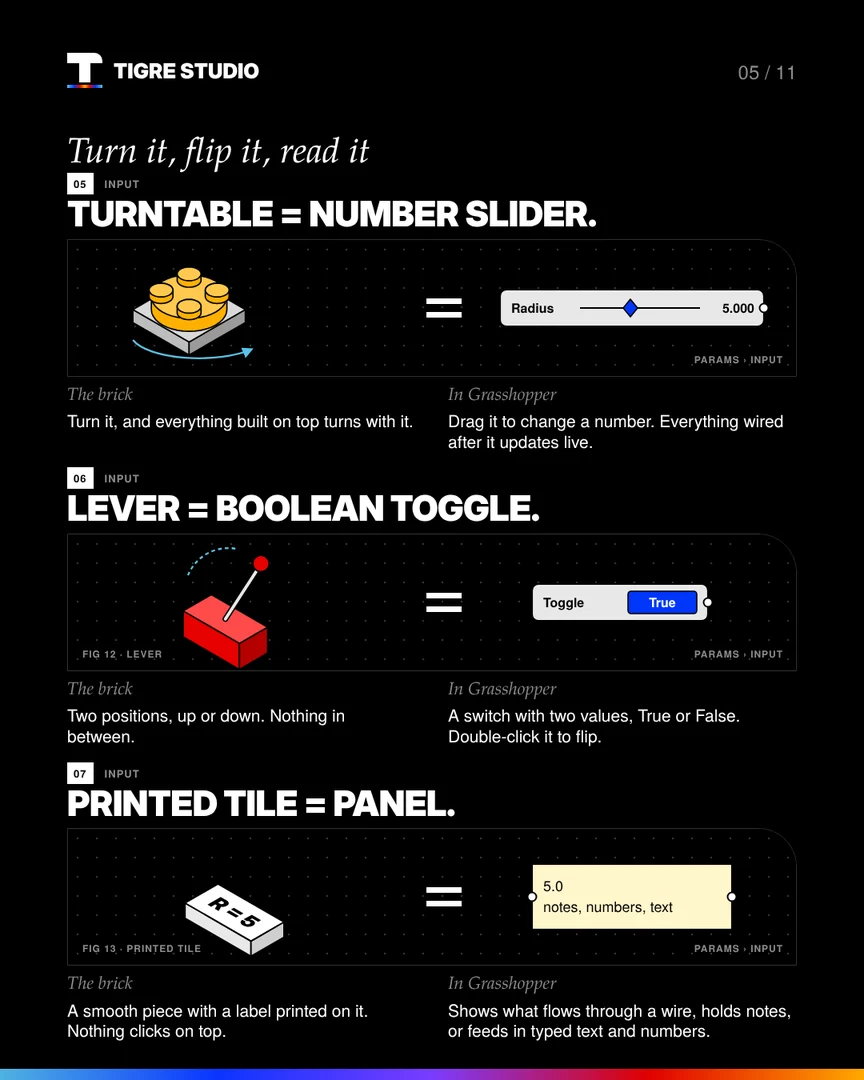 TIGRE STUDIO
05 / 11
Turn it, flip it, read it
05 INPUT
TURNTABLE = NUMBER SLIDER.
=
Radius 5.000
PARAMS › INPUT
The brick
Turn it, and everything built on top turns with it.
In Grasshopper
Drag it to change a number. Everything wired
after it updates live.
06 INPUT
LEVER = BOOLEAN TOGGLE.
=
Toggle True
FIG 12 · LEVER
PARAMS › INPUT
The brick
Two positions, up or down. Nothing in
between.
In Grasshopper
A switch with two values, True or False.
Double-click it to flip.
07 INPUT
PRINTED TILE = PANEL.
R=5
=
5.0
notes, numbers, text
FIG 13 · PRINTED TILE
PARAMS › INPUT
The brick
A smooth piece with a label printed on it.
Nothing clicks on top.
In Grasshopper
Shows what flows through a wire, holds notes,
or feeds in typed text and numbers.